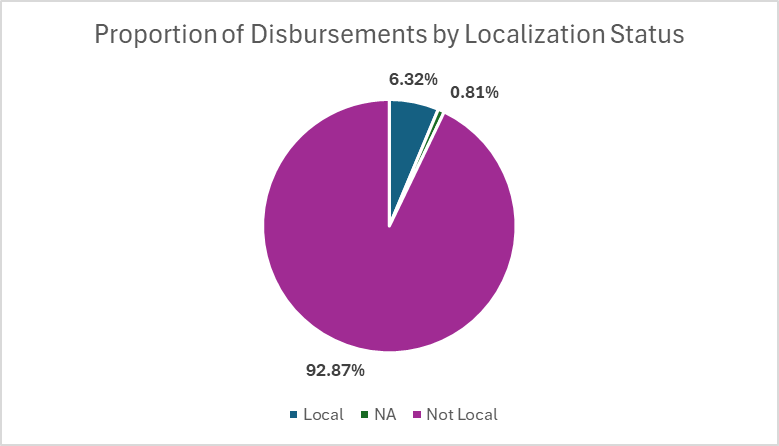 Proportion of Disbursements by Localization Status
6.32%
0.81%
92.87%
Local NA Not Local